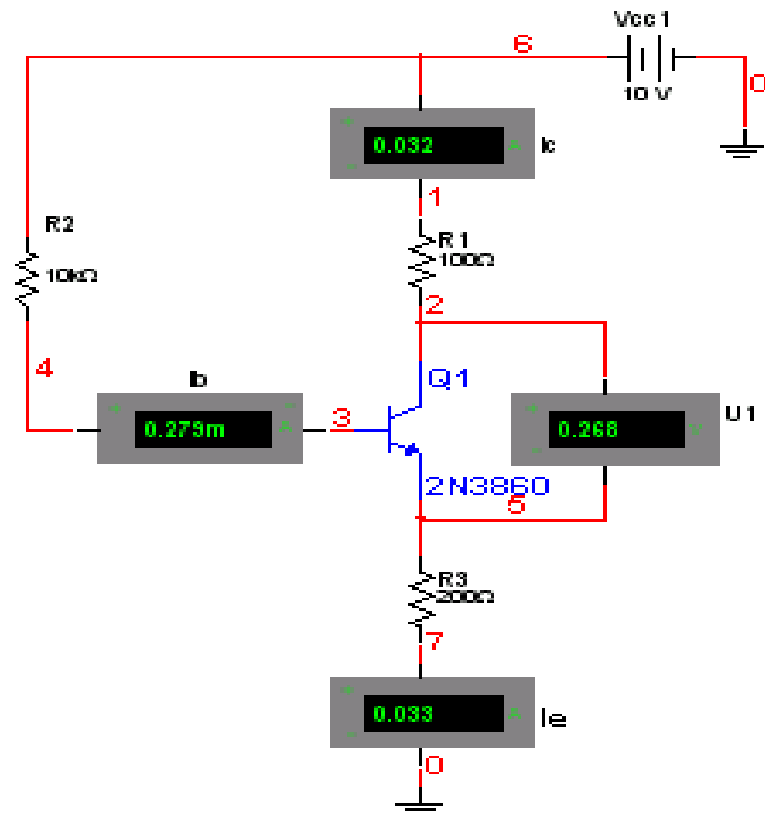 Vcc1
6
10 V
0
0.032
A
Ic
1
R2
R1
10kΩ
100Ω
2
4
Ib
Q1
0.279m
A
3
0.268
V
U1
2N3860
5
R3
200Ω
7
0.033
A
Ie
0